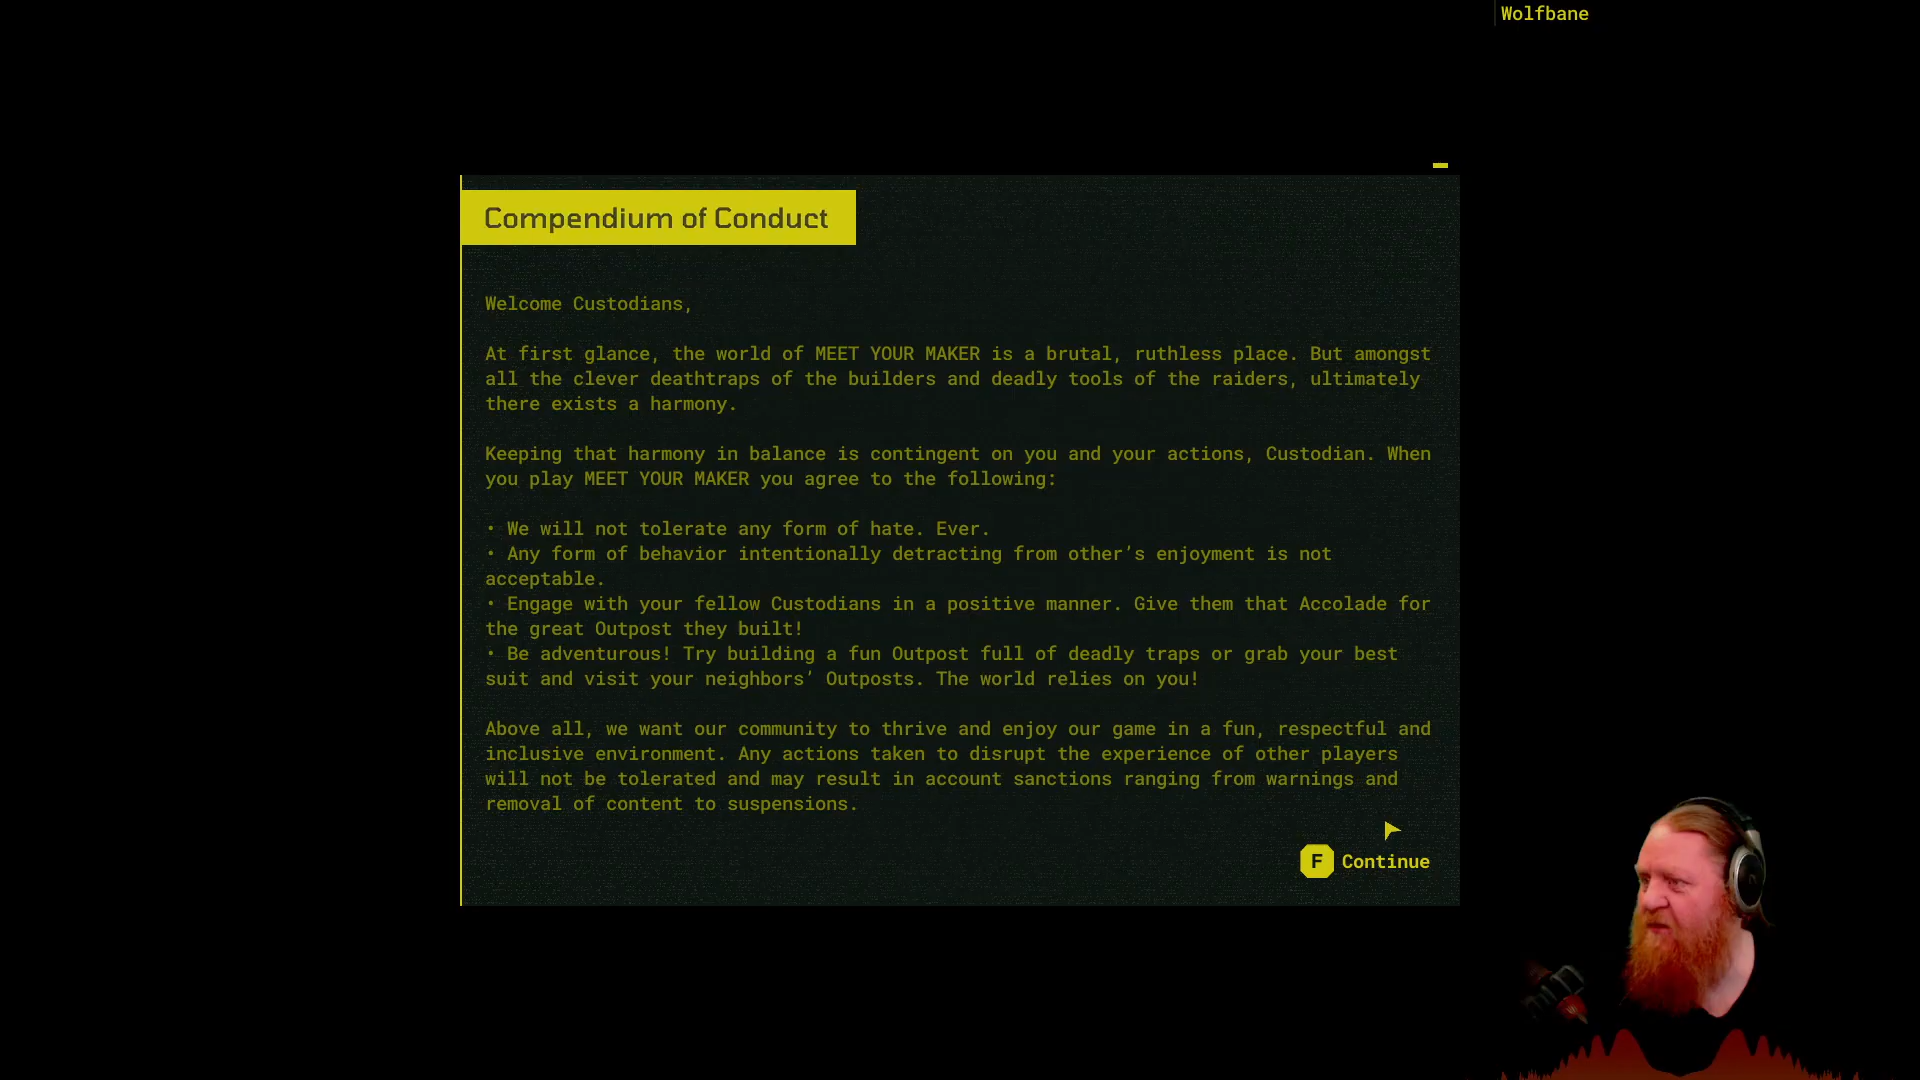 Wolfbane
Compendium of Conduct
Welcome Custodians,
At first glance, the world of MEET YOUR MAKER is a brutal, ruthless place. But amongst
all the clever deathtraps of the builders and deadly tools of the raiders, ultimately
there exists a harmony.
Keeping that harmony in balance is contingent on you and your actions, Custodian. When
you play MEET YOUR MAKER you agree to the following:
• We will not tolerate any form of hate. Ever.
• Any form of behavior intentionally detracting from other’s enjoyment is not
acceptable.
• Engage with your fellow Custodians in a positive manner. Give them that Accolade for
the great Outpost they built!
• Be adventurous! Try building a fun Outpost full of deadly traps or grab your best
suit and visit your neighbors’ Outposts. The world relies on you!
Above all, we want our community to thrive and enjoy our game in a fun, respectful and
inclusive environment. Any actions taken to disrupt the experience of other players
will not be tolerated and may result in account sanctions ranging from warnings and
removal of content to suspensions.
F Continue